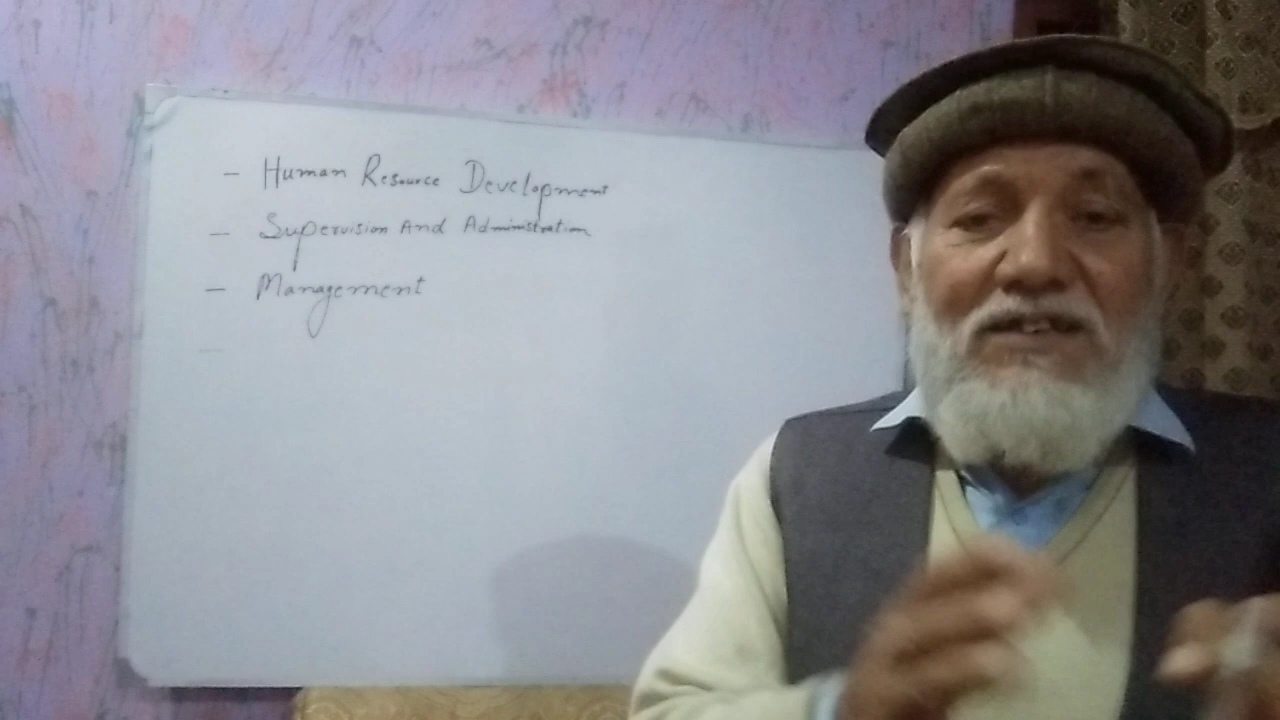 - Human Resource Development
- Supervision And Administration
- Management
-